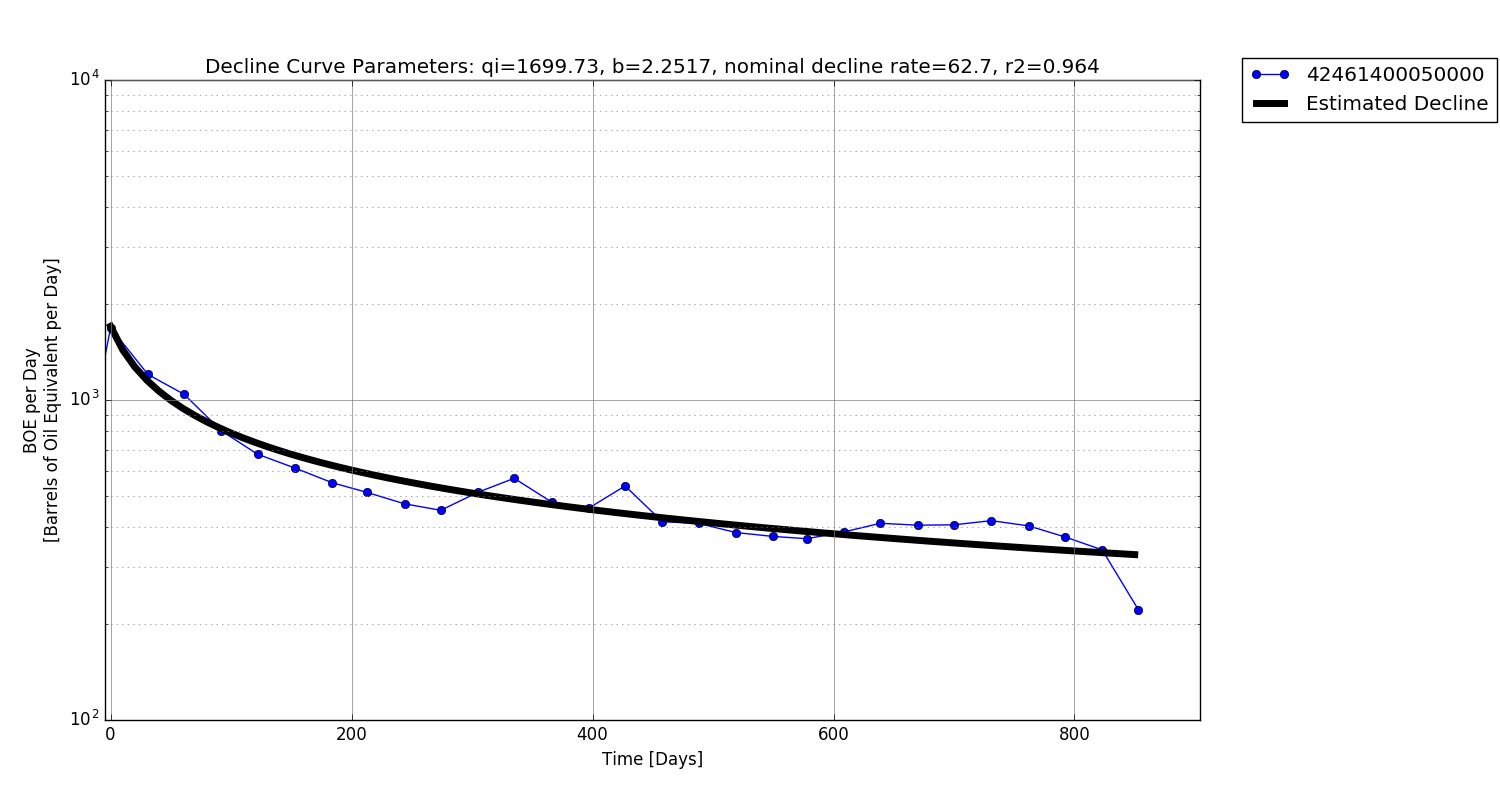 Decline Curve Parameters: qi=1699.73, b=2.2517, nominal decline rate=62.7, r2=0.964
42461400050000
Estimated Decline
10^4
10^3
10^2
BOE per Day
[Barrels of Oil Equivalent per Day]
0 200 400 600 800
Time [Days]